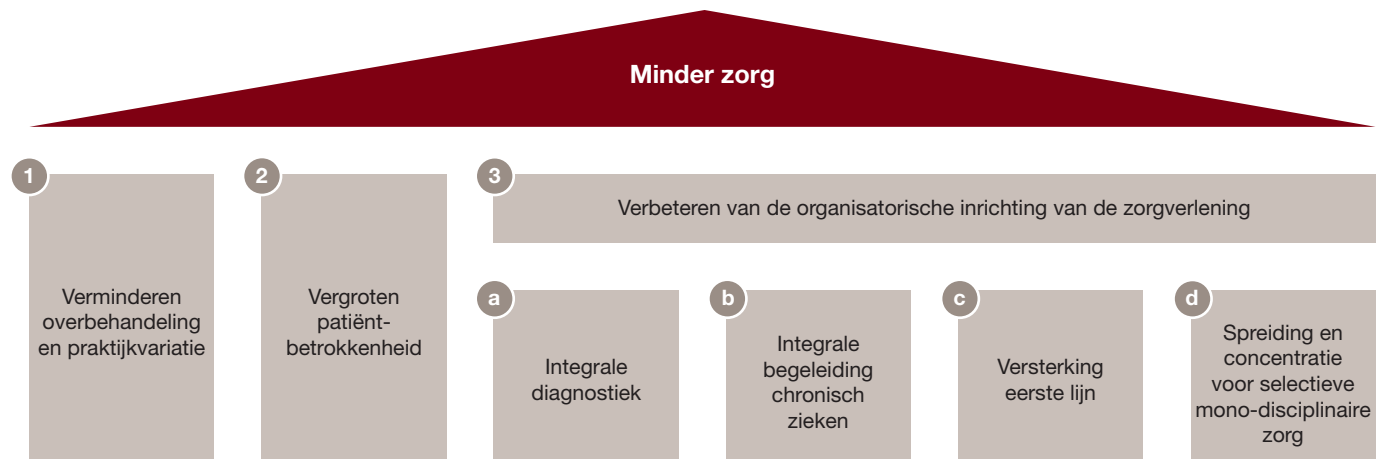 Minder zorg
1
Verminderen
overbehandeling
en praktijkvariatie
2
Vergroten
patiënt-
betrokkenheid
3
Verbeteren van de organisatorische inrichting van de zorgverlening
a
Integrale
diagnostiek
b
Integrale
begeleiding
chronisch
zieken
c
Versterking
eerste lijn
d
Spreiding en
concentratie
voor selectieve
mono-disciplinaire
zorg